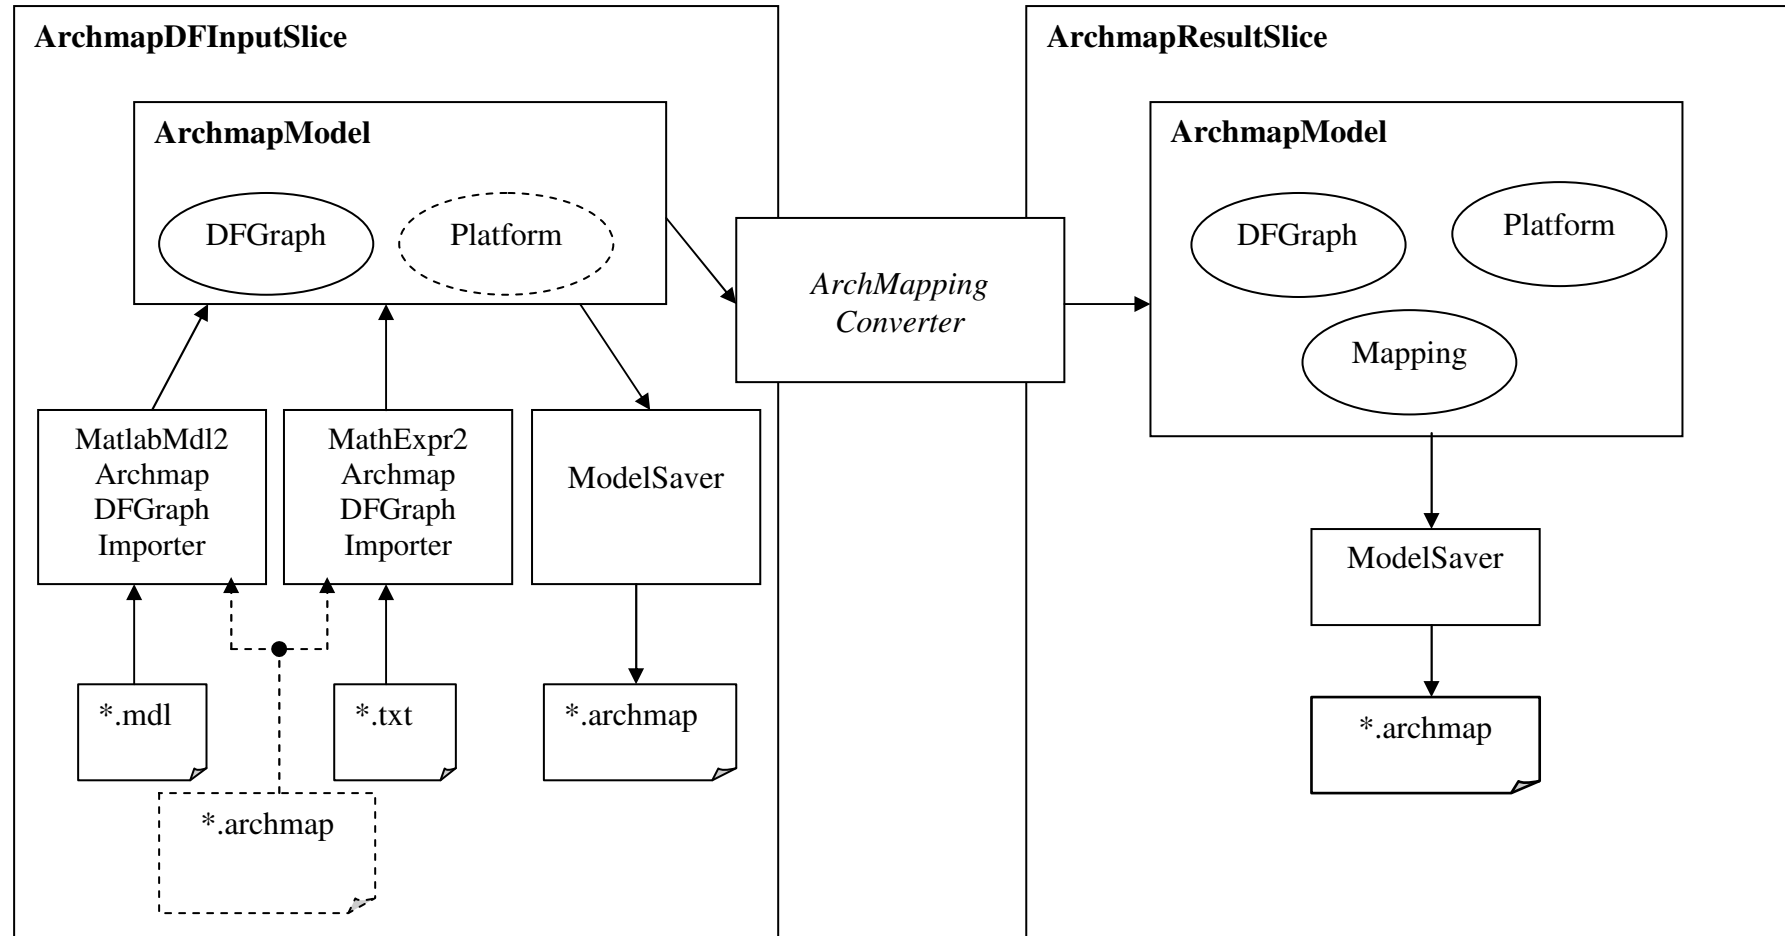 ArchmapDFInputSlice
ArchmapModel
DFGraph
Platform
MatlabMdl2
Archmap
DFGraph
Importer
MathExpr2
Archmap
DFGraph
Importer
ModelSaver
*.mdl
*.txt
*.archmap
*.archmap
ArchMapping
Converter
ArchmapResultSlice
ArchmapModel
DFGraph
Platform
Mapping
ModelSaver
*.archmap